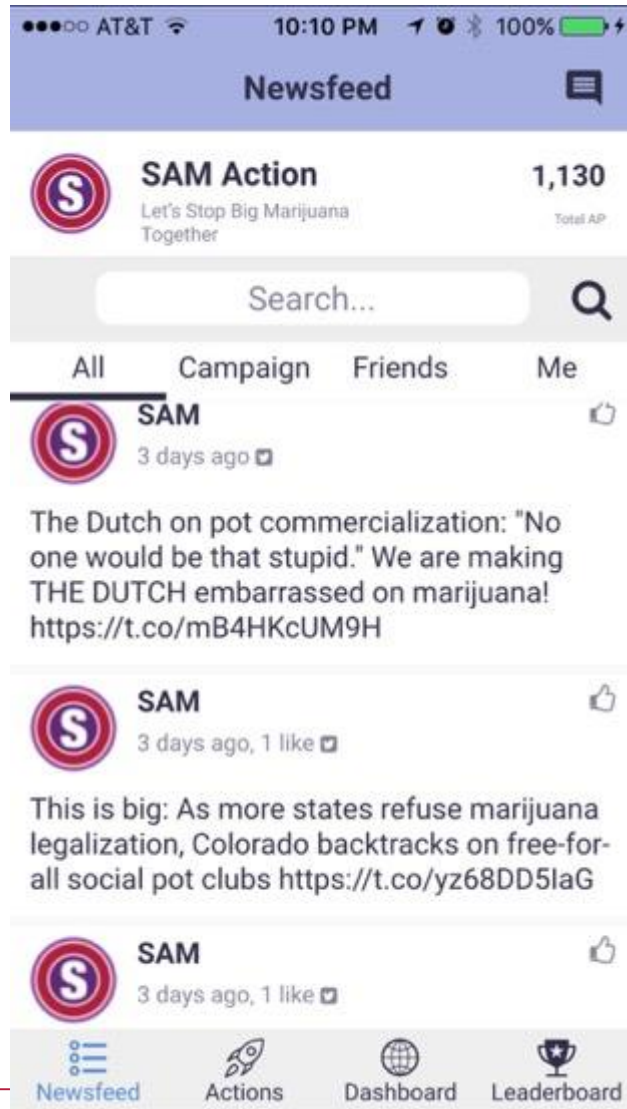 AT&T 10:10 PM 100%
Newsfeed
S SAM Action 1,130
Let's Stop Big Marijuana
Together
Total AP
Search...
All Campaign Friends Me
S SAM
3 days ago
The Dutch on pot commercialization: "No
one would be that stupid." We are making
THE DUTCH embarrassed on marijuana!
https://t.co/mB4HKcUM9H
S SAM
3 days ago, 1 like
This is big: As more states refuse marijuana
legalization, Colorado backtracks on free-for-
all social pot clubs https://t.co/yz68DD5IaG
S SAM
3 days ago, 1 like
Newsfeed Actions Dashboard Leaderboard